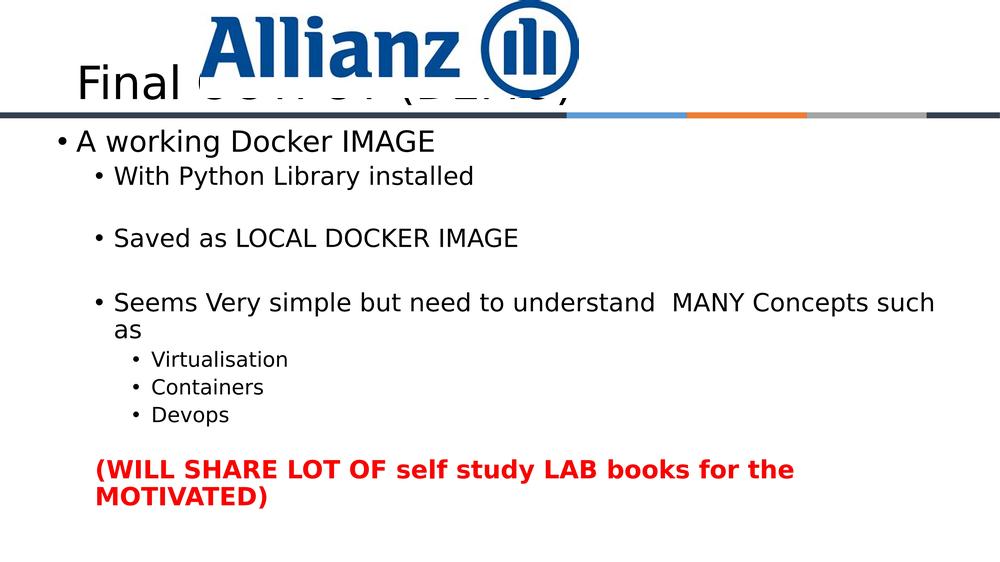 Allianz
Final
• A working Docker IMAGE
• With Python Library installed
• Saved as LOCAL DOCKER IMAGE
• Seems Very simple but need to understand  MANY Concepts such
as
• Virtualisation
• Containers
• Devops
(WILL SHARE LOT OF self study LAB books for the
MOTIVATED)